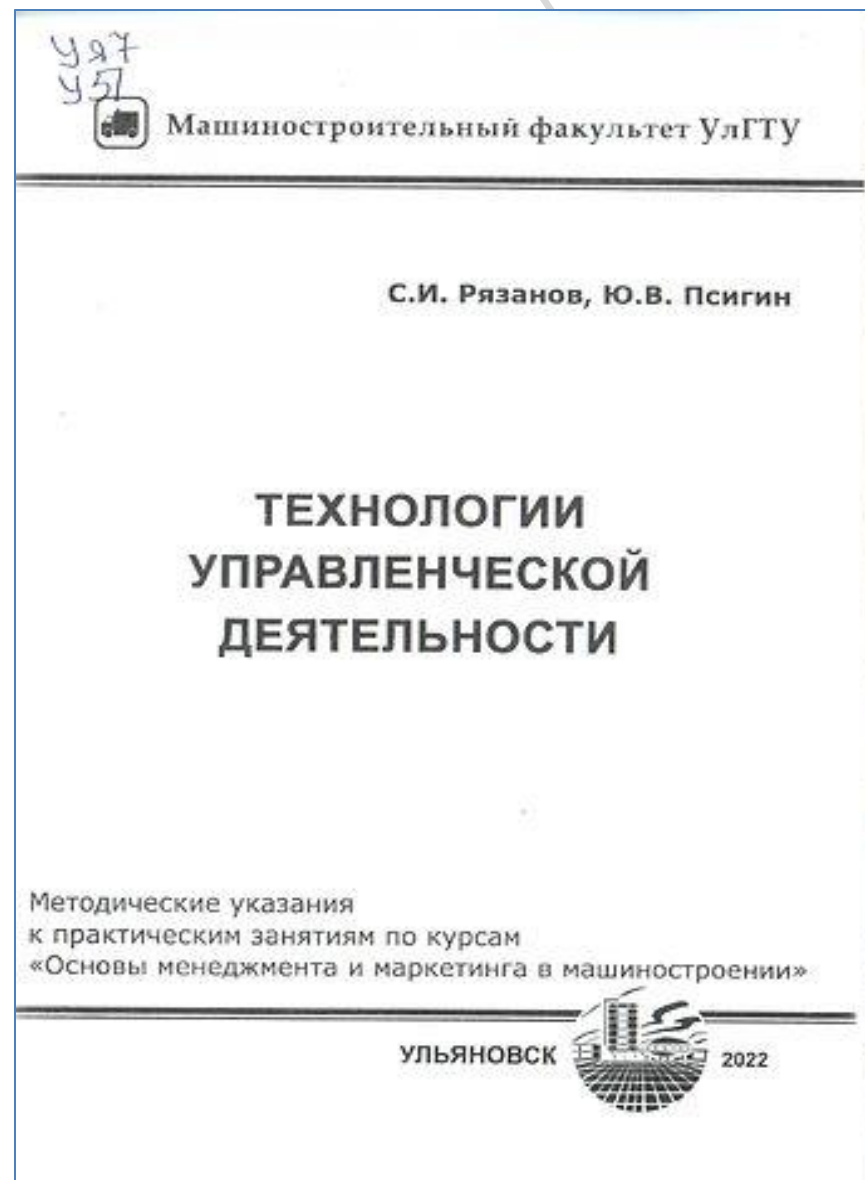 УЯ7
У51
Машиностроительный факультет УлГТУ
С.И. Рязанов, Ю.В. Псигин
ТЕХНОЛОГИИ
УПРАВЛЕНЧЕСКОЙ
ДЕЯТЕЛЬНОСТИ
Методические указания
к практическим занятиям по курсам
«Основы менеджмента и маркетинга в машиностроении»
УЛЬЯНОВСК 2022